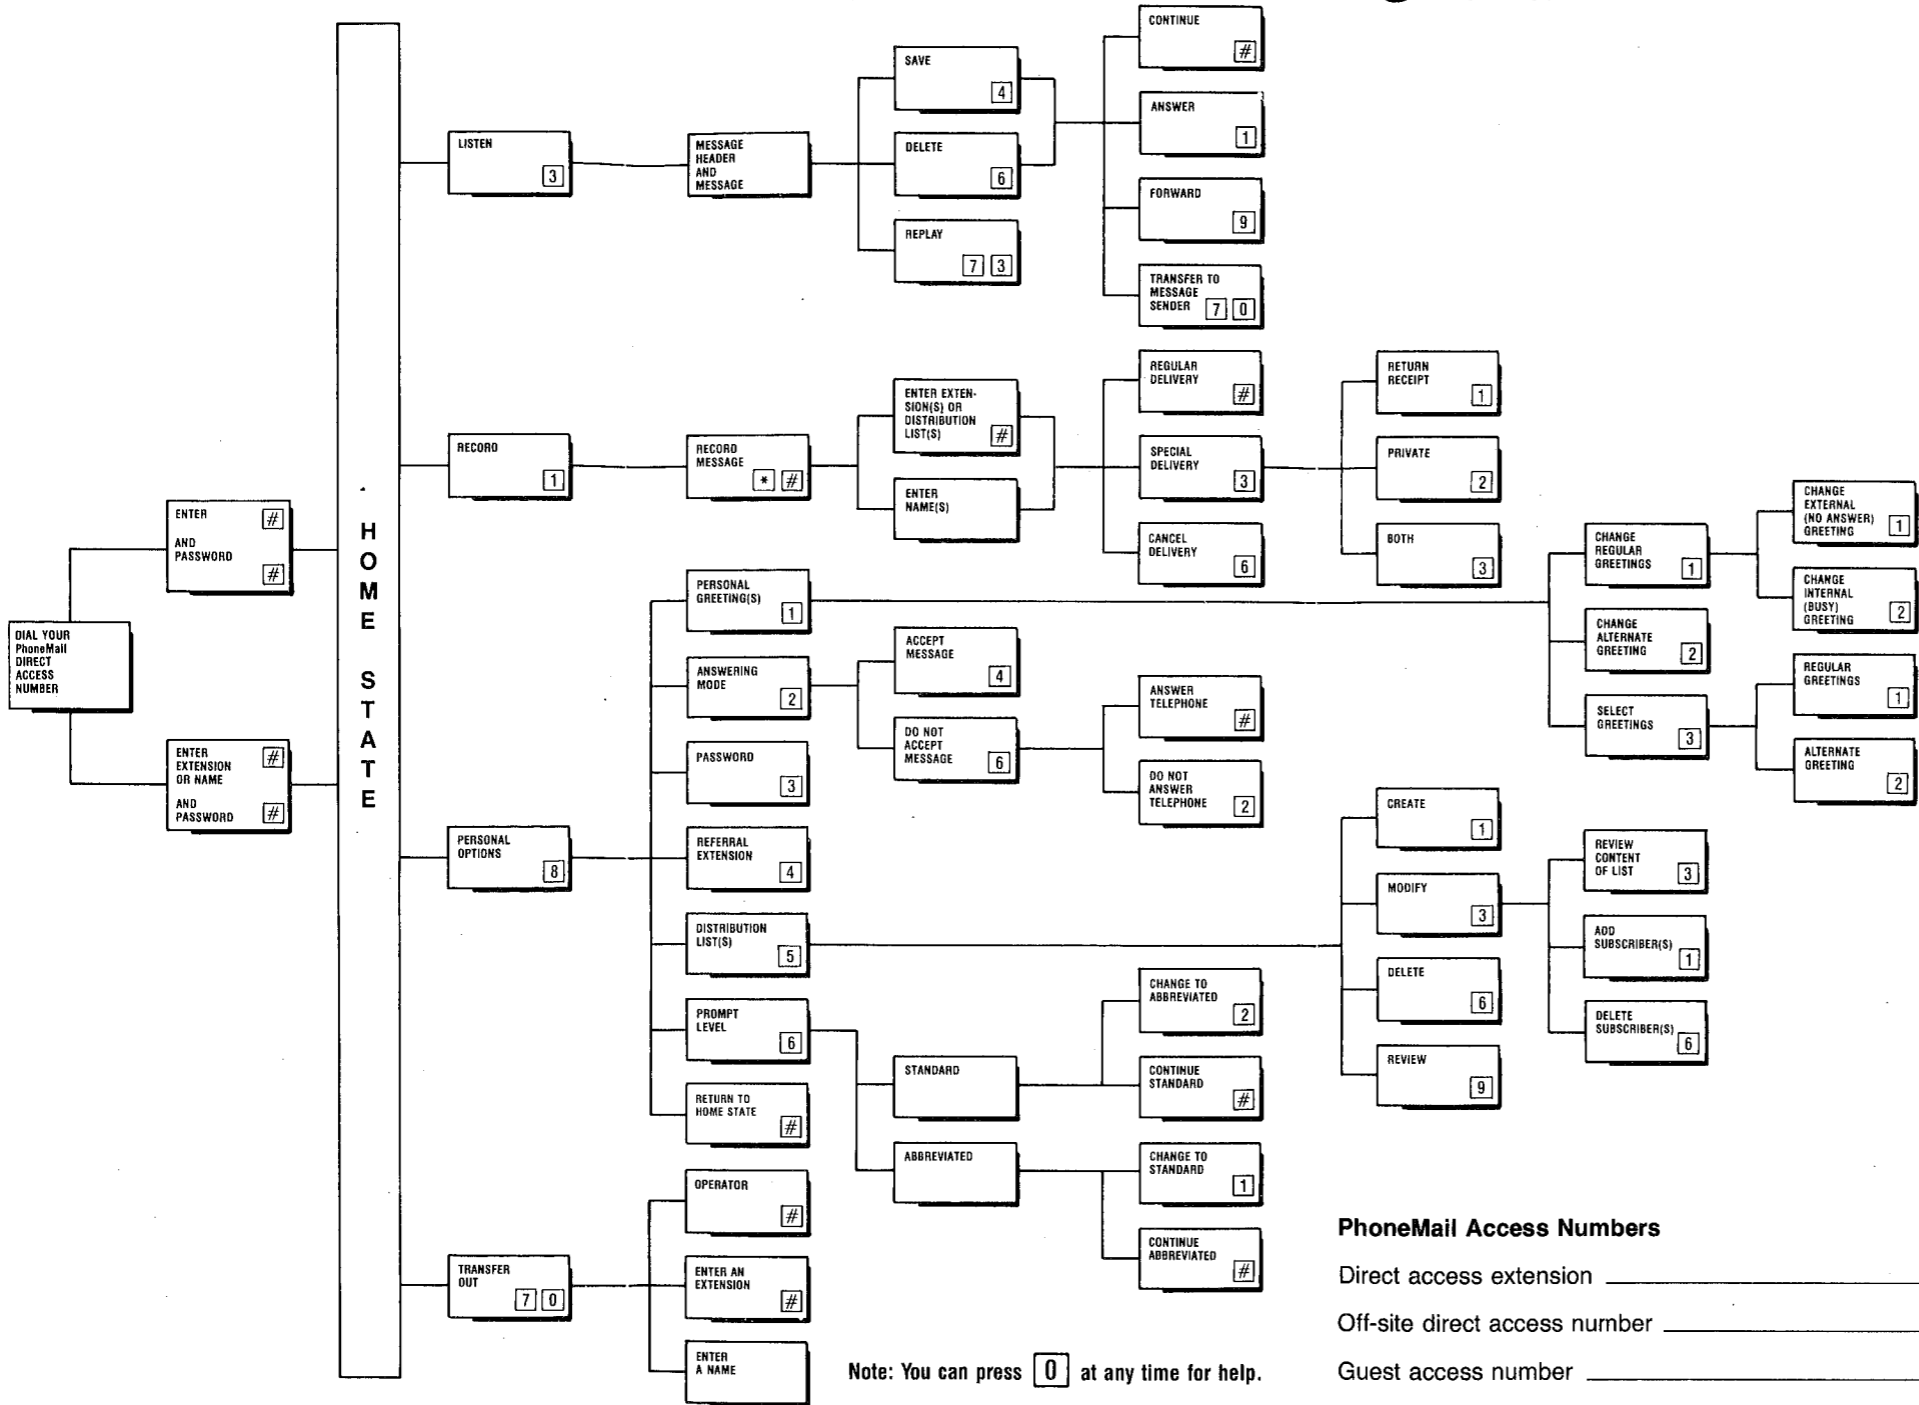 DIAL YOUR
PhoneMail
DIRECT
ACCESS
NUMBER
ENTER #
AND
PASSWORD
#
ENTER #
EXTENSION
OR NAME
AND
PASSWORD #
HOME STATE
LISTEN
3
MESSAGE
HEADER
AND
MESSAGE
SAVE
4
DELETE
6
REPLAY
7 3
CONTINUE
#
ANSWER
1
FORWARD
9
TRANSFER TO
MESSAGE
SENDER 7 0
RECORD
1
RECORD
MESSAGE
* #
ENTER EXTEN-
SION(S) OR
DISTRIBUTION
LIST(S) #
ENTER
NAME(S)
REGULAR
DELIVERY
#
SPECIAL
DELIVERY
3
CANCEL
DELIVERY
6
RETURN
RECEIPT
1
PRIVATE
2
BOTH
3
PERSONAL
OPTIONS
8
PERSONAL
GREETING(S)
1
CHANGE
REGULAR
GREETINGS 1
CHANGE
EXTERNAL
(NO ANSWER) 1
GREETING
CHANGE
INTERNAL
(BUSY) 2
GREETING
CHANGE
ALTERNATE
GREETING 2
SELECT
GREETINGS
3
REGULAR
GREETINGS
1
ALTERNATE
GREETING
2
ANSWERING
MODE
2
ACCEPT
MESSAGE
4
DO NOT
ACCEPT
MESSAGE 6
ANSWER
TELEPHONE
#
DO NOT
ANSWER
TELEPHONE 2
PASSWORD
3
REFERRAL
EXTENSION
4
DISTRIBUTION
LIST(S)
5
CREATE
1
MODIFY
3
REVIEW
CONTENT
OF LIST 3
ADD
SUBSCRIBER(S)
1
DELETE
SUBSCRIBER(S)
6
DELETE
6
REVIEW
9
PROMPT
LEVEL
6
STANDARD
CHANGE TO
ABBREVIATED
2
CONTINUE
STANDARD
#
ABBREVIATED
CHANGE TO
STANDARD
1
CONTINUE
ABBREVIATED
#
RETURN TO
HOME STATE
#
TRANSFER
OUT
7 0
OPERATOR
#
ENTER AN
EXTENSION
#
ENTER
A NAME
Note: You can press 0 at any time for help.
PhoneMail Access Numbers
Direct access extension
Off-site direct access number
Guest access number